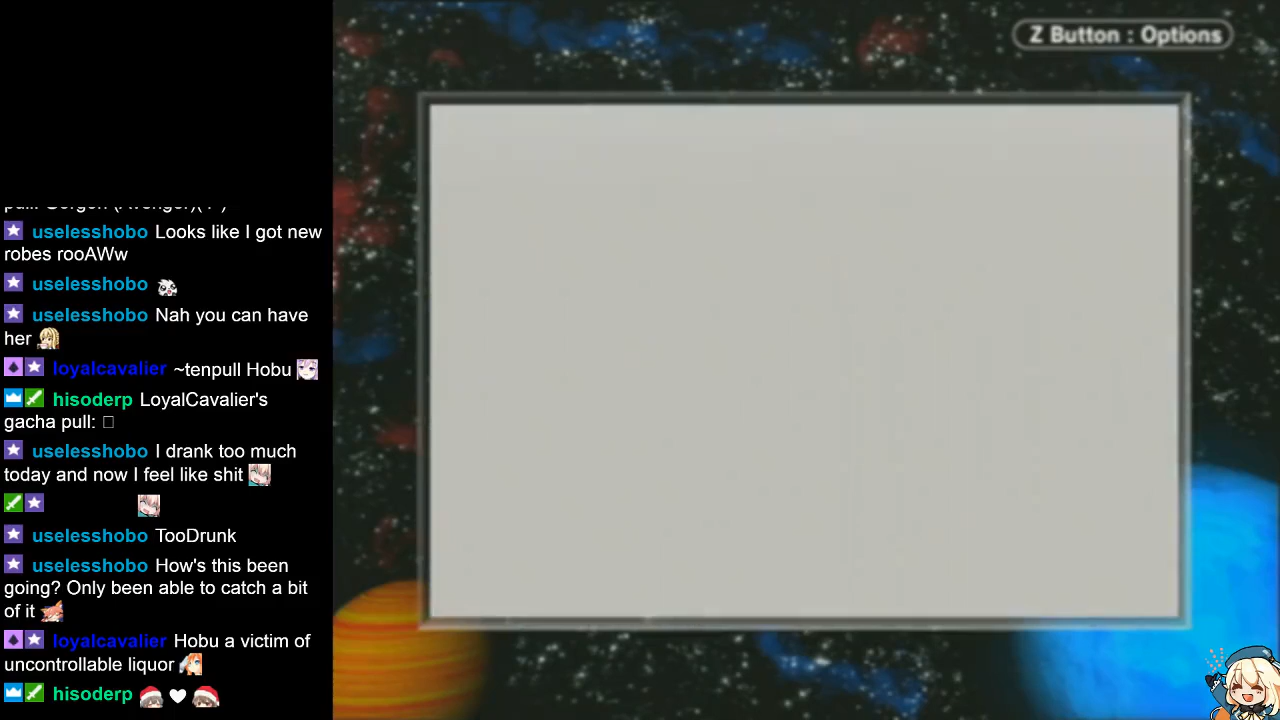 Z Button : Options
uselesshobo Looks like I got new
robes rooAWw
uselesshobo
uselesshobo Nah you can have
her
loyalcavalier ~tenpull Hobu
hisoderp LoyalCavalier's
gacha pull:
uselesshobo I drank too much
today and now I feel like shit
uselesshobo TooDrunk
uselesshobo How's this been
going? Only been able to catch a bit
of it
loyalcavalier Hobu a victim of
uncontrollable liquor
hisoderp